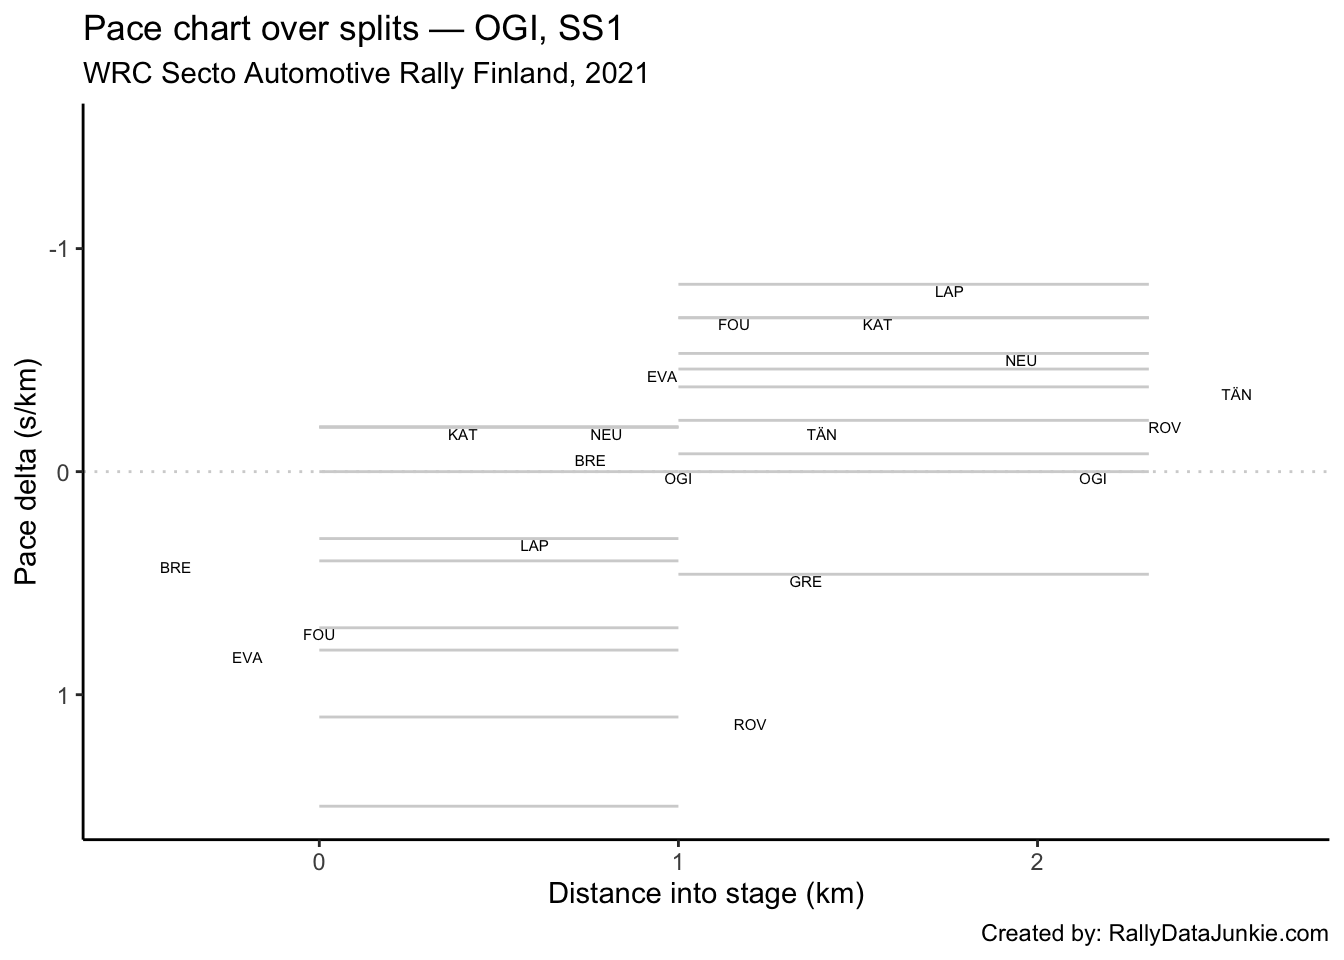 Pace chart over splits — OGI, SS1
WRC Secto Automotive Rally Finland, 2021
Pace delta (s/km)
-1
0
1
LAP
FOU KAT
NEU
EVA
TÄN
ROV
KAT NEU TÄN
BRE
OGI OGI
LAP
BRE
GRE
FOU
EVA
ROV
0 1 2
Distance into stage (km)
Created by: RallyDataJunkie.com